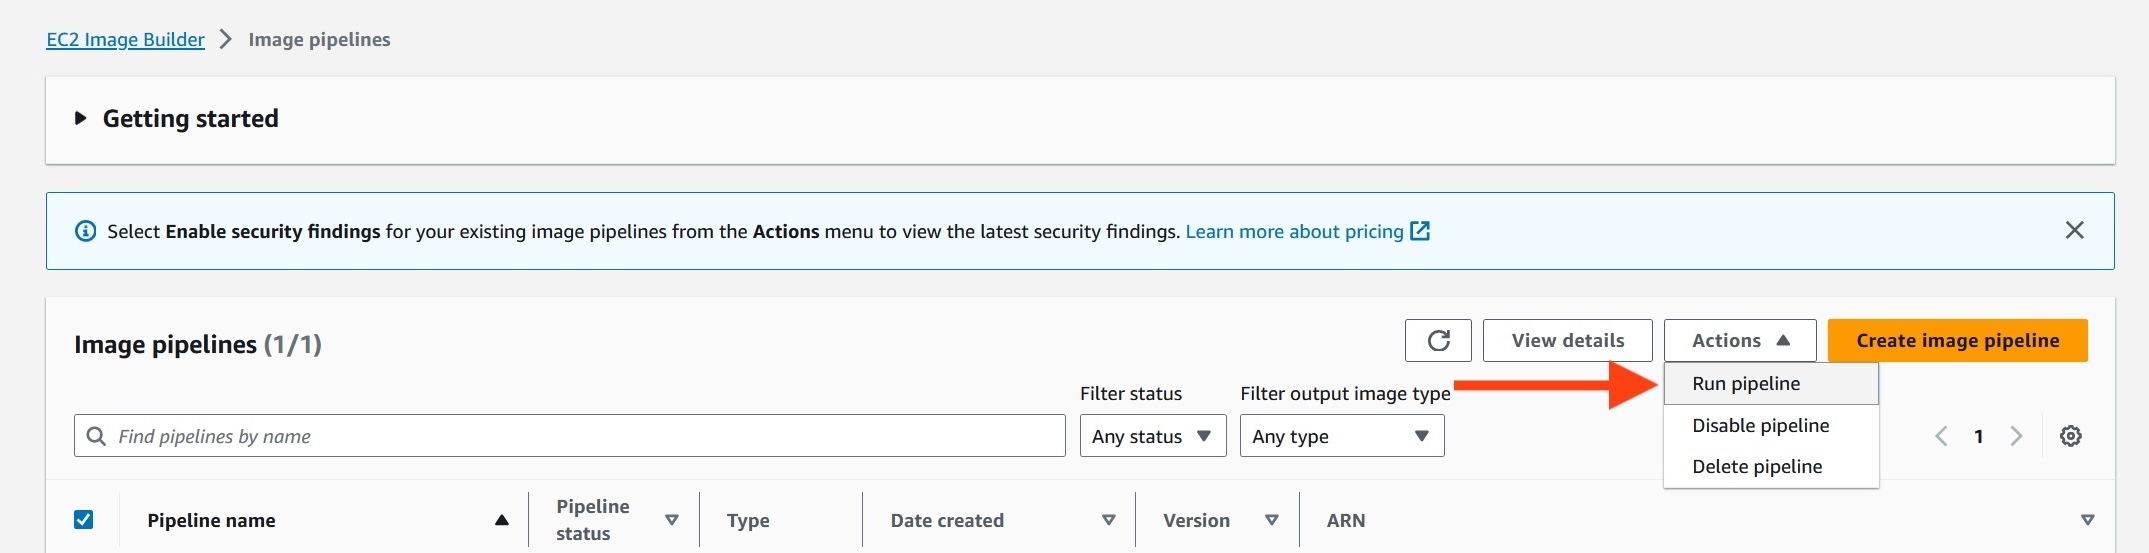 EC2 Image Builder > Image pipelines
Getting started
Select Enable security findings for your existing image pipelines from the Actions menu to view the latest security findings. Learn more about pricing
Image pipelines (1/1)
View details
Actions
Create image pipeline
Run pipeline
Disable pipeline
Delete pipeline
Filter status
Filter output image type
Find pipelines by name
Any status
Any type
1
Pipeline name
Pipeline
status
Type
Date created
Version
ARN